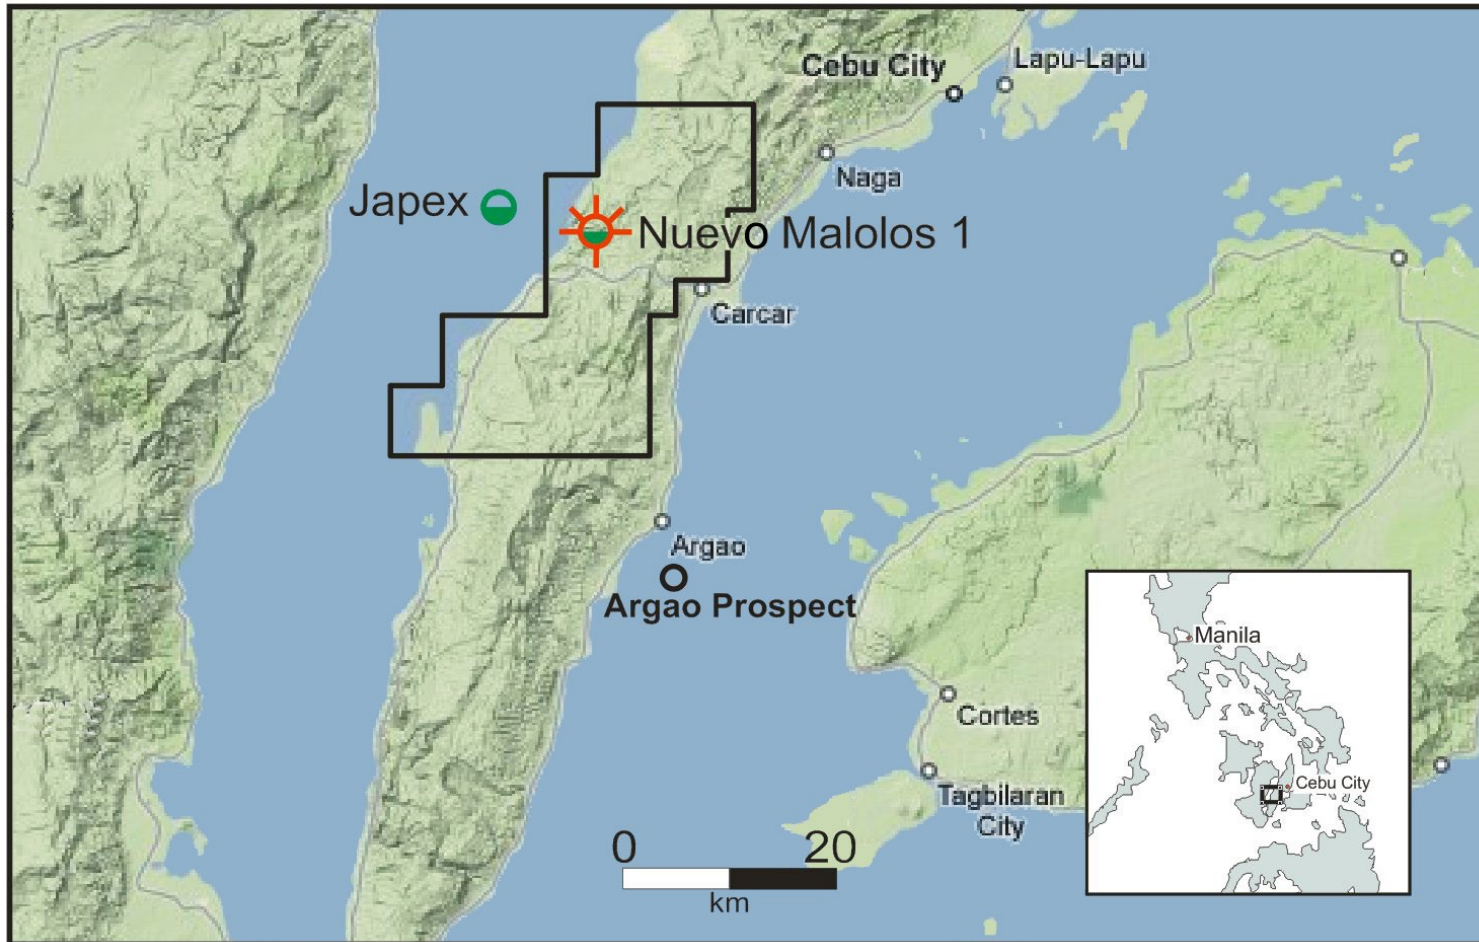 Cebu City
Lapu-Lapu
Naga
Japex
Nuevo Malolos 1
Carcar
Argao
Argao Prospect
Cortes
Tagbilaran
City
0 20
km
Manila
Cebu City